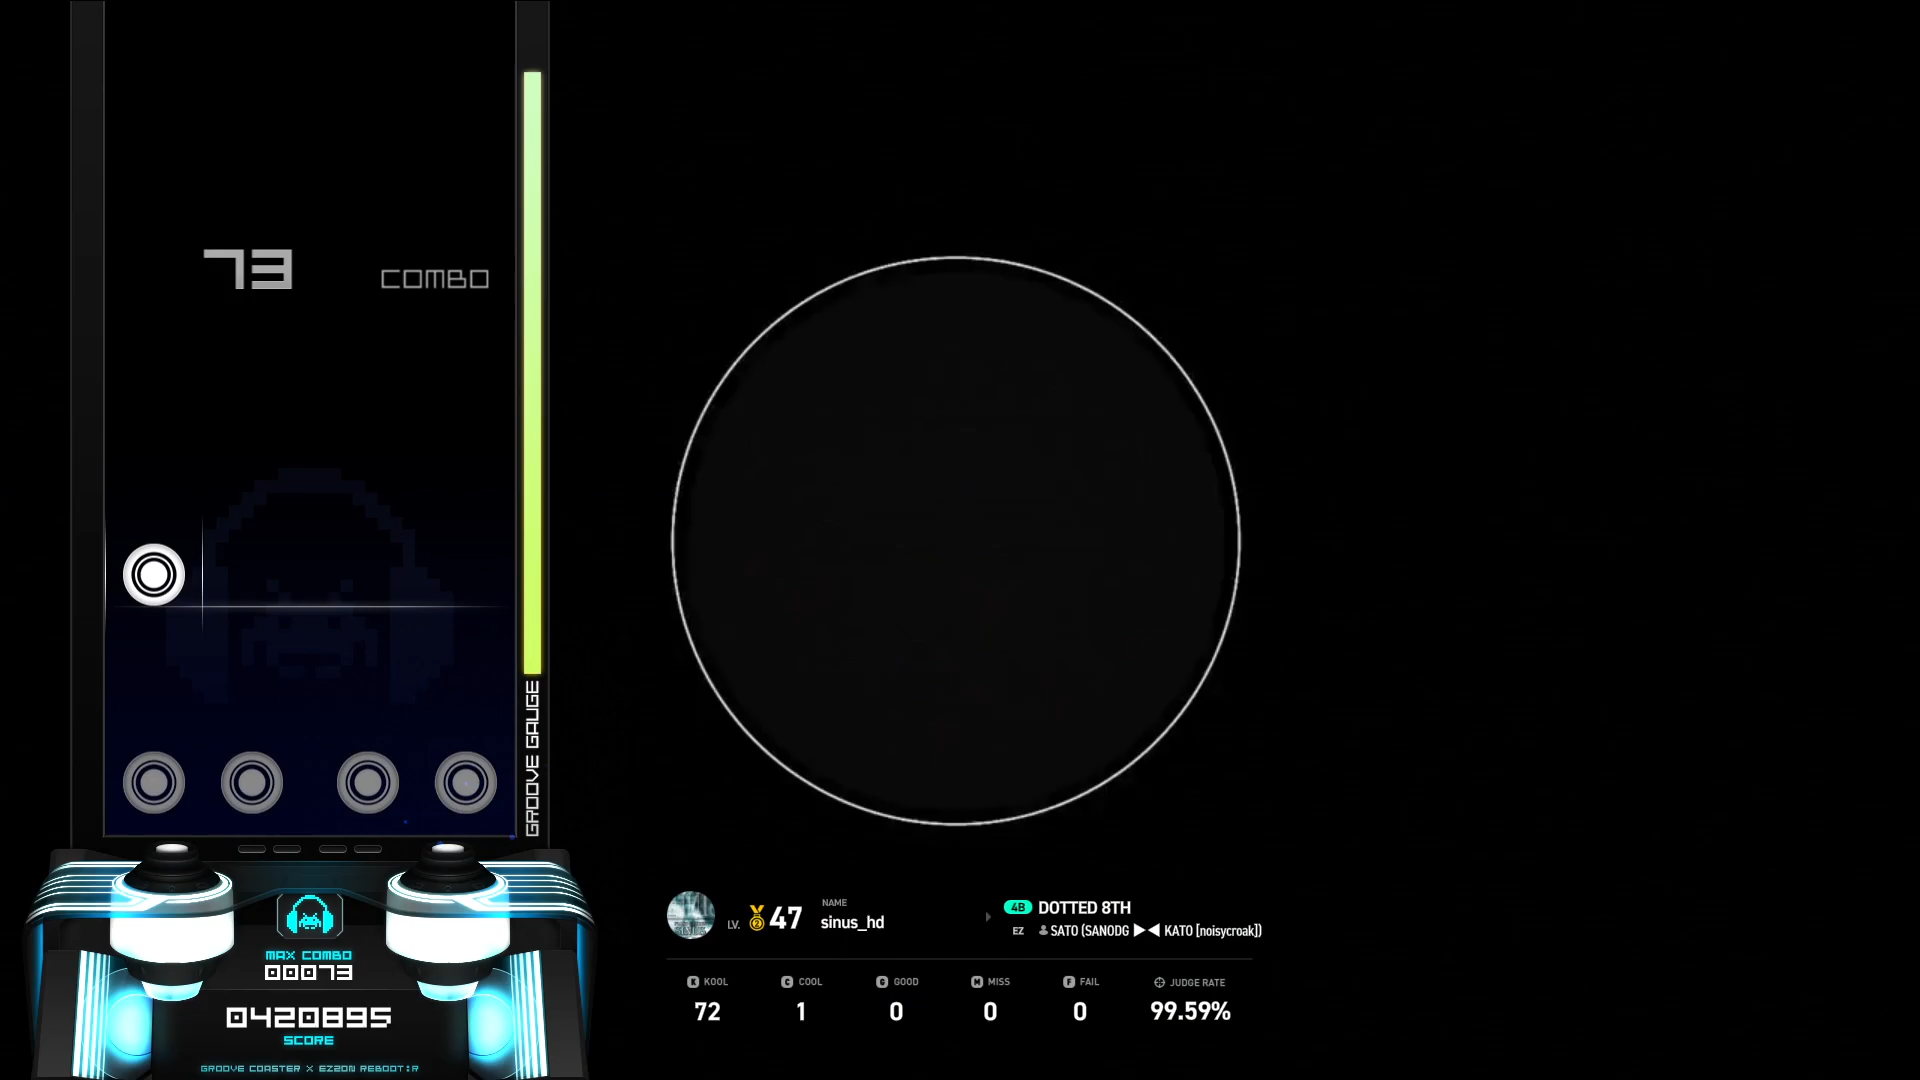 73 COMBO
GROOVE GAUGE
MAX COMBO
00073
0420895
SCORE
GROOVE COASTER X EZ2ON REBOOT:R
LV. 2 47
NAME
sinus_hd
4B DOTTED 8TH
EZ SATO (SANODG ▶◀ KATO [noisycroak])
K KOOL C COOL G GOOD M MISS F FAIL JUDGE RATE
72 1 0 0 0 99.59%